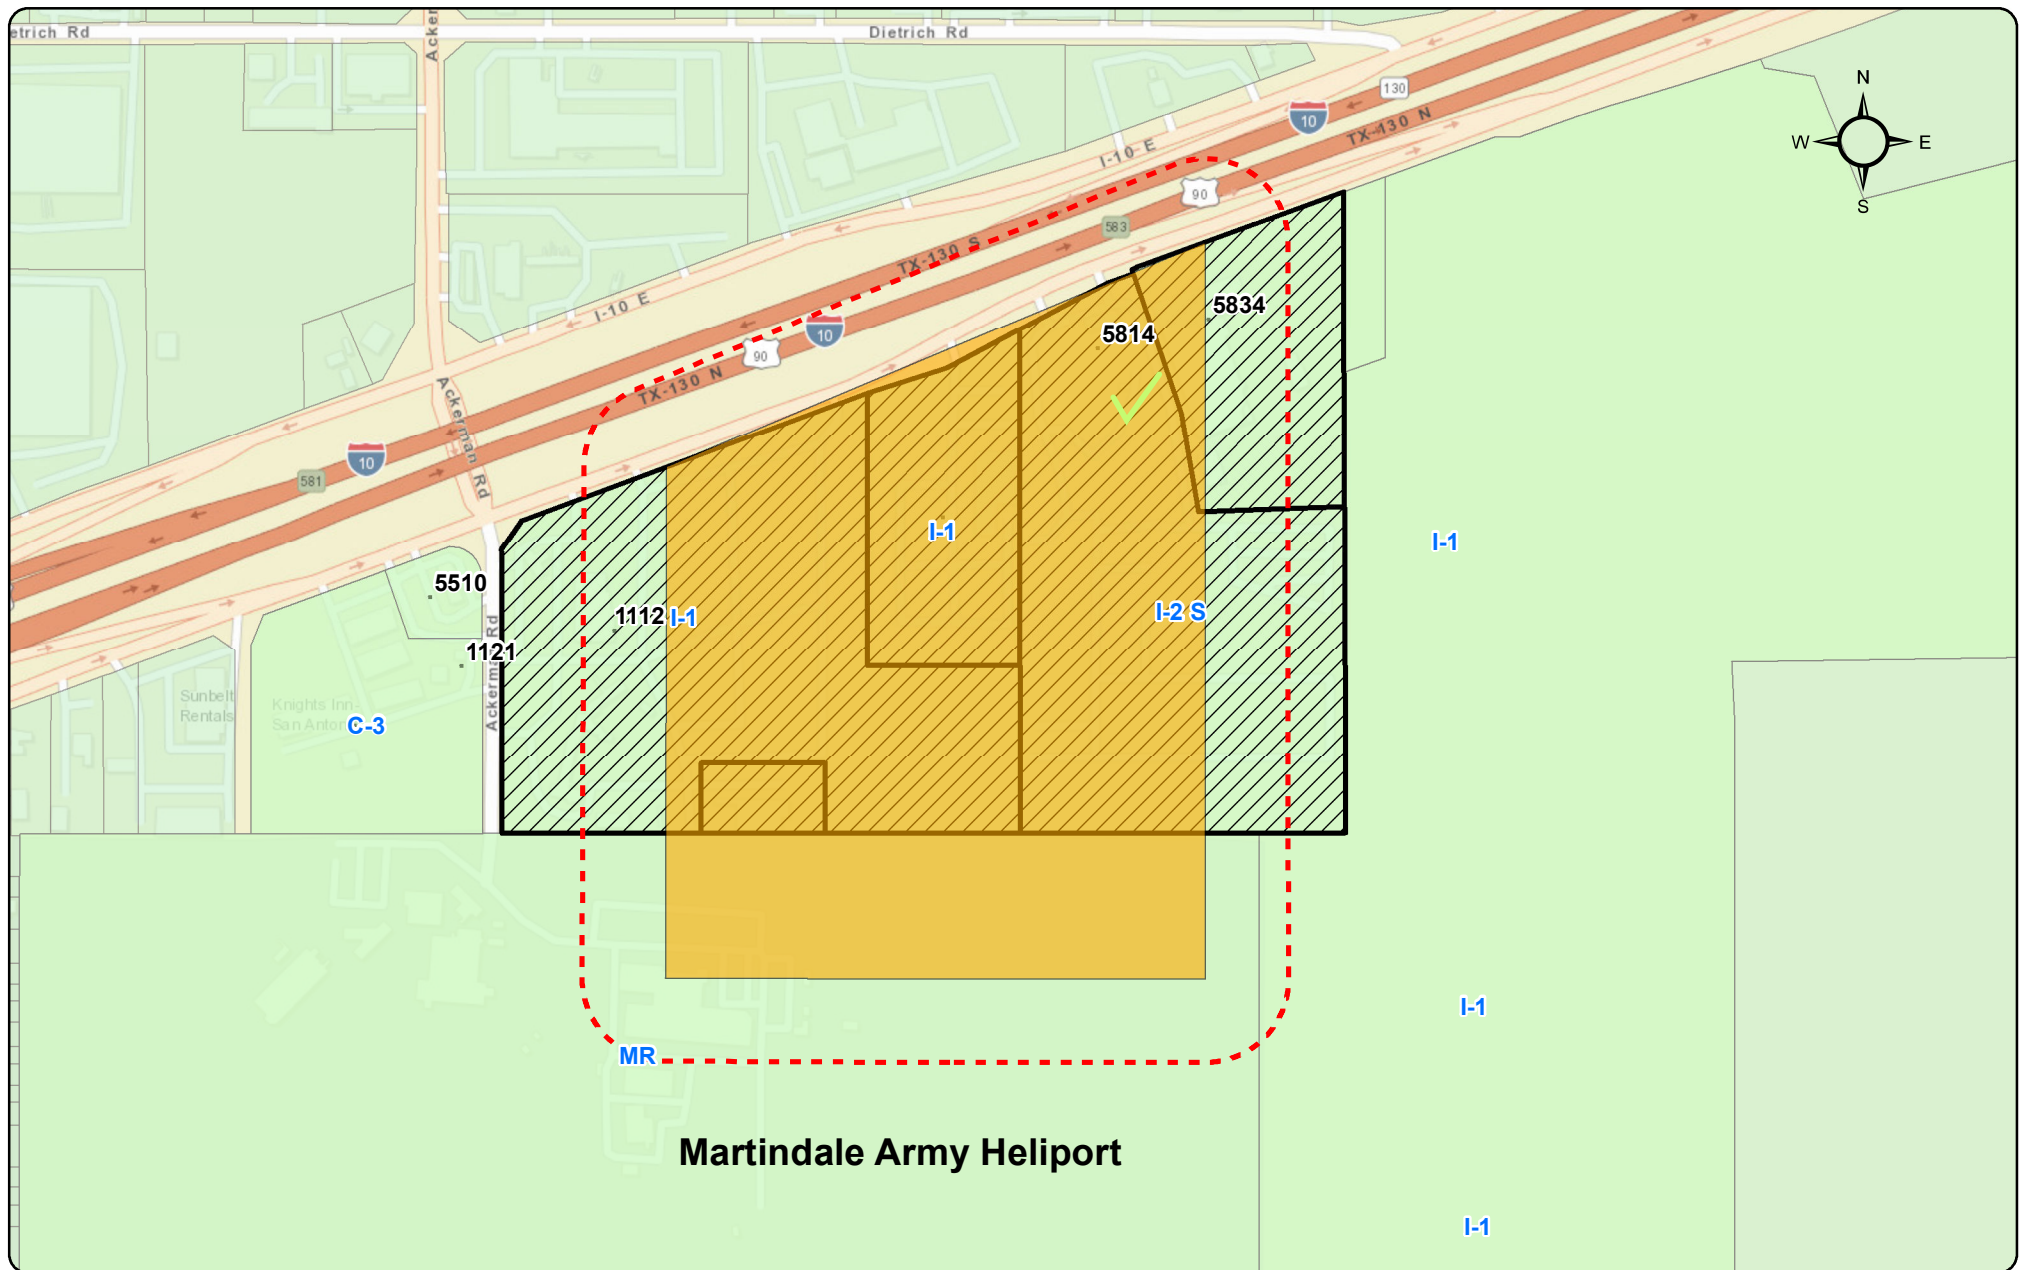 etrich Rd
Dietrich Rd
Acker
N
W
E
S
130
10
TX-130 N
I-10 E
90
583
TX-130 S
5834
I-10 E
5814
10
90
TX-130 N
Ackerman Rd
10
581
I-1
I-1
5510
1112
I-1
I-2 S
1121
Ackerman Rd
Sunbelt
Rentals
Knights Inn-
San Anton
C-3
I-1
MR
Martindale Army Heliport
I-1